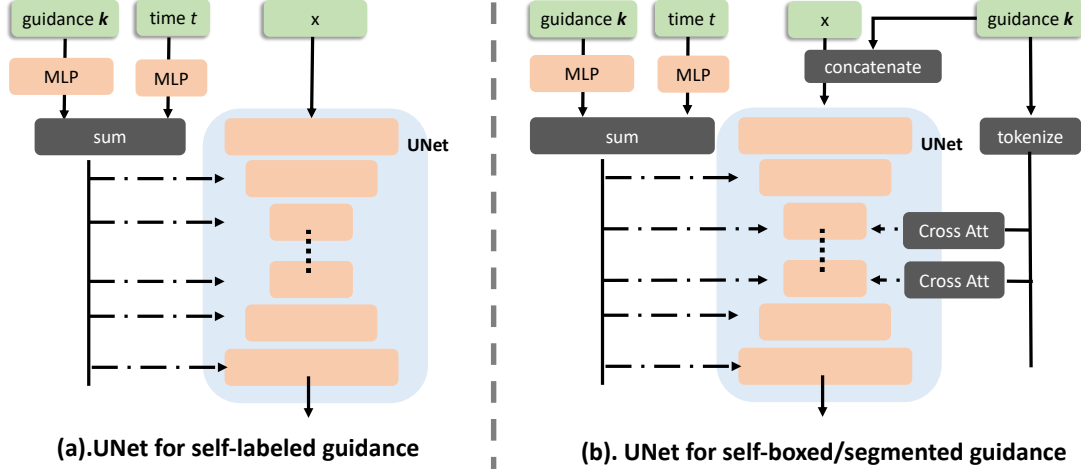 guidance k
time t
x
MLP
MLP
sum
UNet
(a).UNet for self-labeled guidance
guidance k
time t
x
guidance k
MLP
MLP
concatenate
sum
tokenize
UNet
Cross Att
Cross Att
(b). UNet for self-boxed/segmented guidance